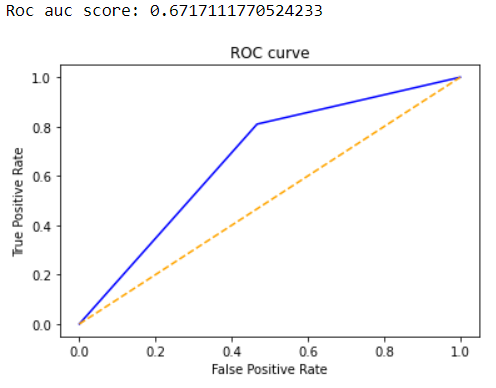 Roc auc score: 0.6717111770524233
ROC curve
1.0
0.8
0.6
0.4
0.2
0.0
True Positive Rate
0.0 0.2 0.4 0.6 0.8 1.0
False Positive Rate